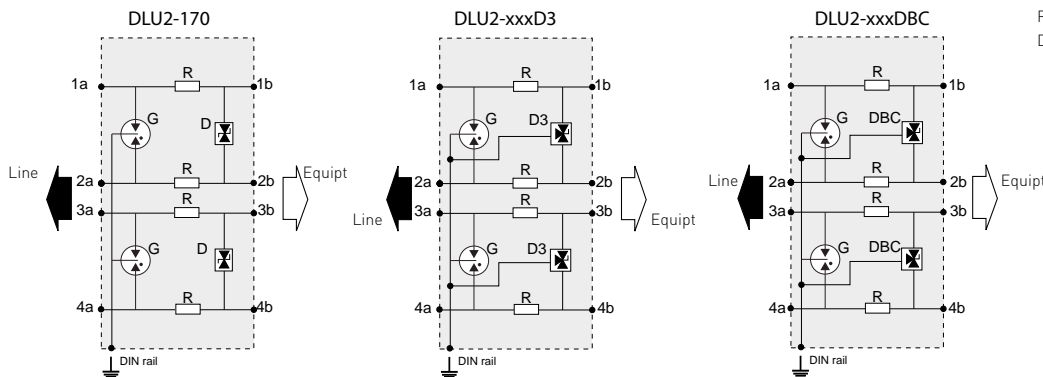 DLU2-170
1a
R
1b
G
D
R
2a
2b
3a
R
3b
G
D
R
4a
4b
Line
Equipt
DIN rail
DLU2-xxxD3
1a
R
1b
G
D3
R
2a
2b
3a
R
3b
G
D3
R
4a
4b
Line
Equipt
DIN rail
DLU2-xxxDBC
1a
R
1b
G
DBC
R
2a
2b
3a
R
3b
G
DBC
R
4a
4b
Line
Equipt
DIN rail